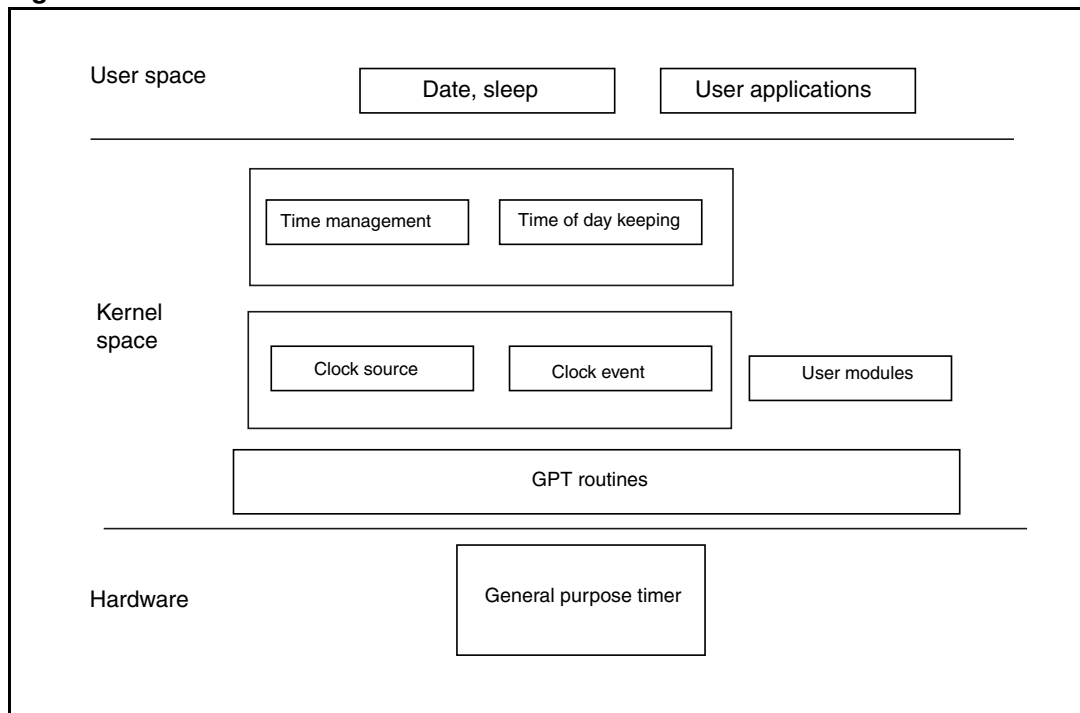 User space
Date, sleep
User applications
Time management
Time of day keeping
Kernel
space
Clock source
Clock event
User modules
GPT routines
Hardware
General purpose timer